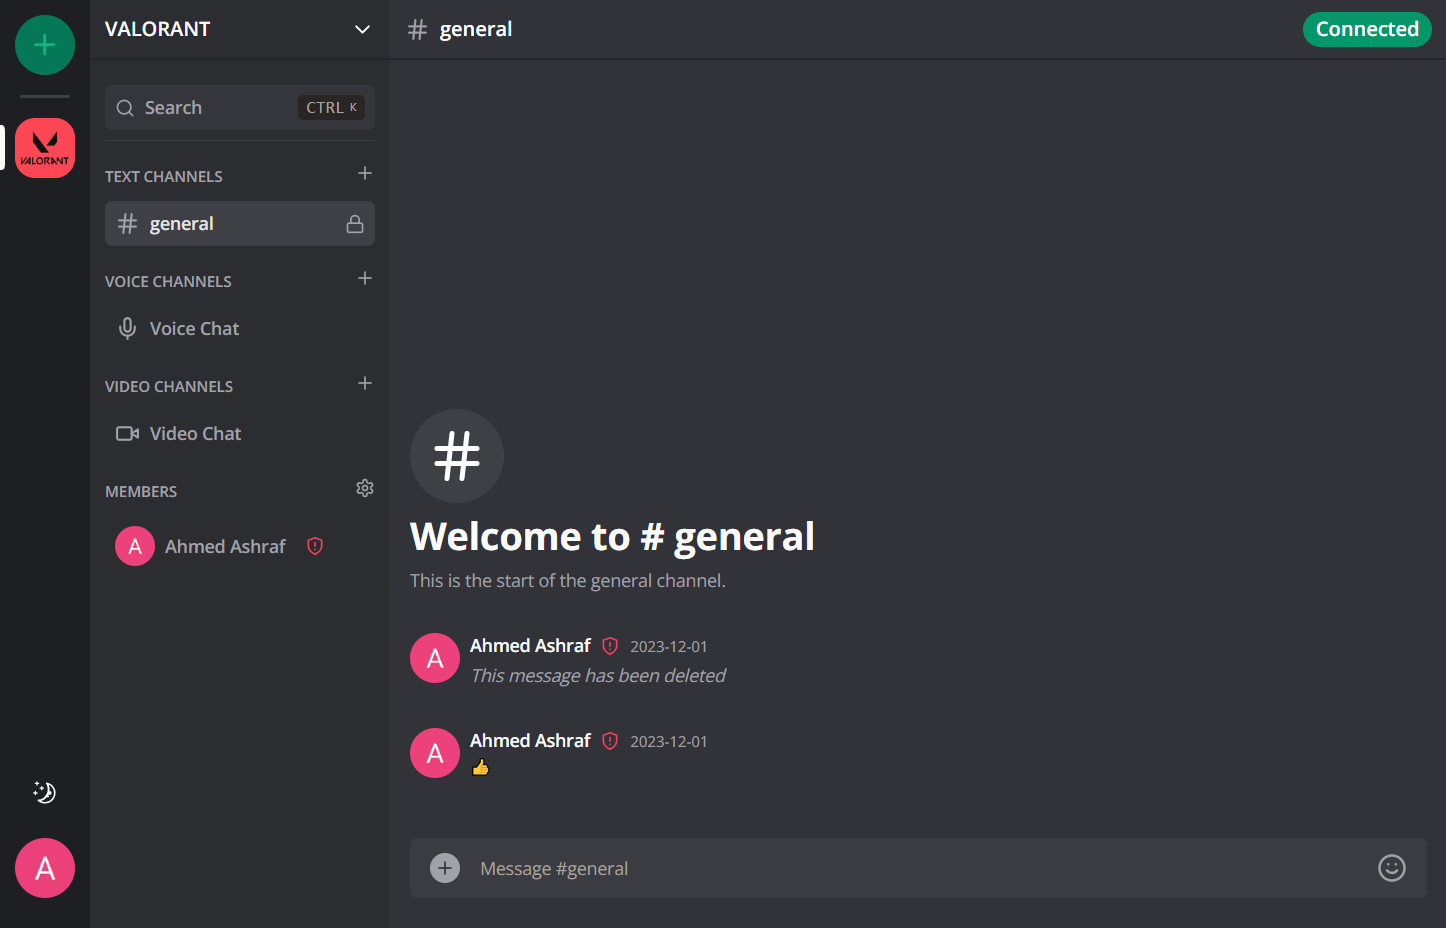 VALORANT
VALORANT
Search
CTRL K
TEXT CHANNELS
general
VOICE CHANNELS
Voice Chat
VIDEO CHANNELS
Video Chat
MEMBERS
A Ahmed Ashraf
A
# general
Connected
#
Welcome to # general
This is the start of the general channel.
A
Ahmed Ashraf 2023-12-01
This message has been deleted
A
Ahmed Ashraf 2023-12-01
👍
Message #general